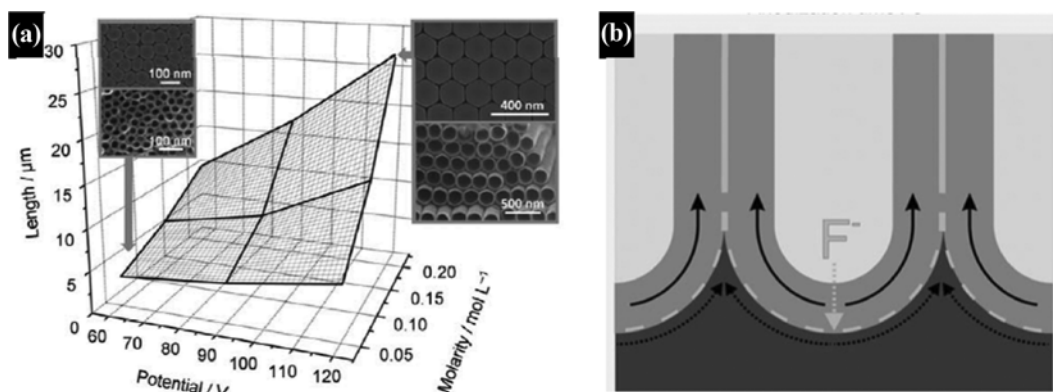 (a)
30
25
20
15
10
5
0
Length / µm
100 nm
100 nm
400 nm
500 nm
60
70
80
90
100
110
120
Potential / V
0.20
0.15
0.10
0.05
Molarity / mol L⁻¹
(b)
F⁻